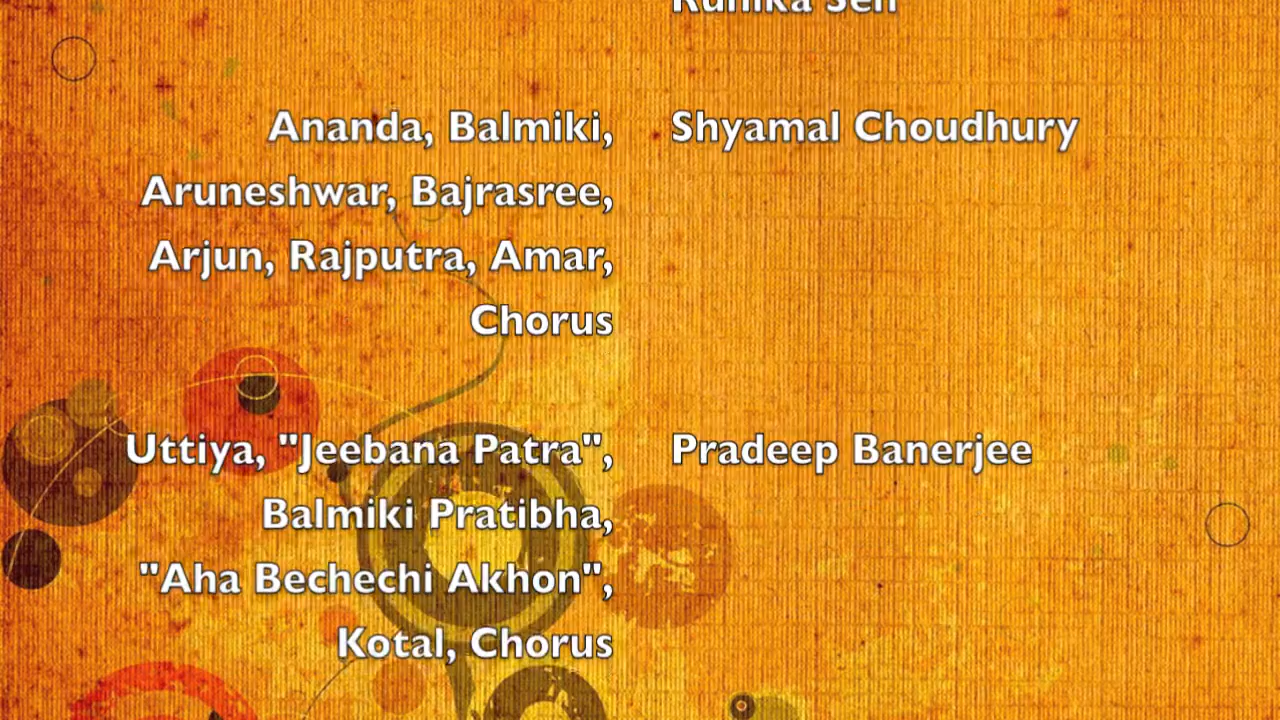 Ananda, Balmiki, Shyamal Choudhury
Aruneshwar, Bajrasree,
Arjun, Rajputra, Amar,
Chorus
Uttiya, "Jeebana Patra", Pradeep Banerjee
Balmiki Pratibha,
"Aha Bechechi Akhon",
Kotal, Chorus